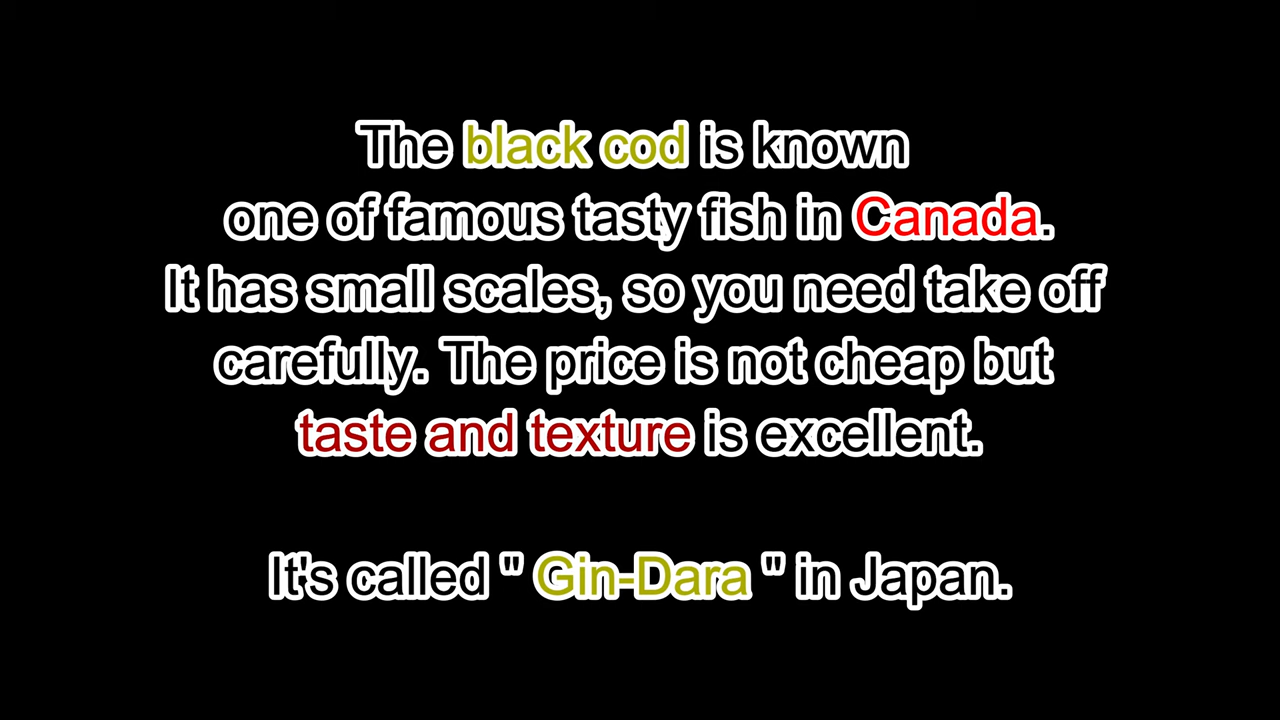 The black cod is known
one of famous tasty fish in Canada.
It has small scales, so you need take off
carefully. The price is not cheap but
taste and texture is excellent.
It's called " Gin-Dara " in Japan.